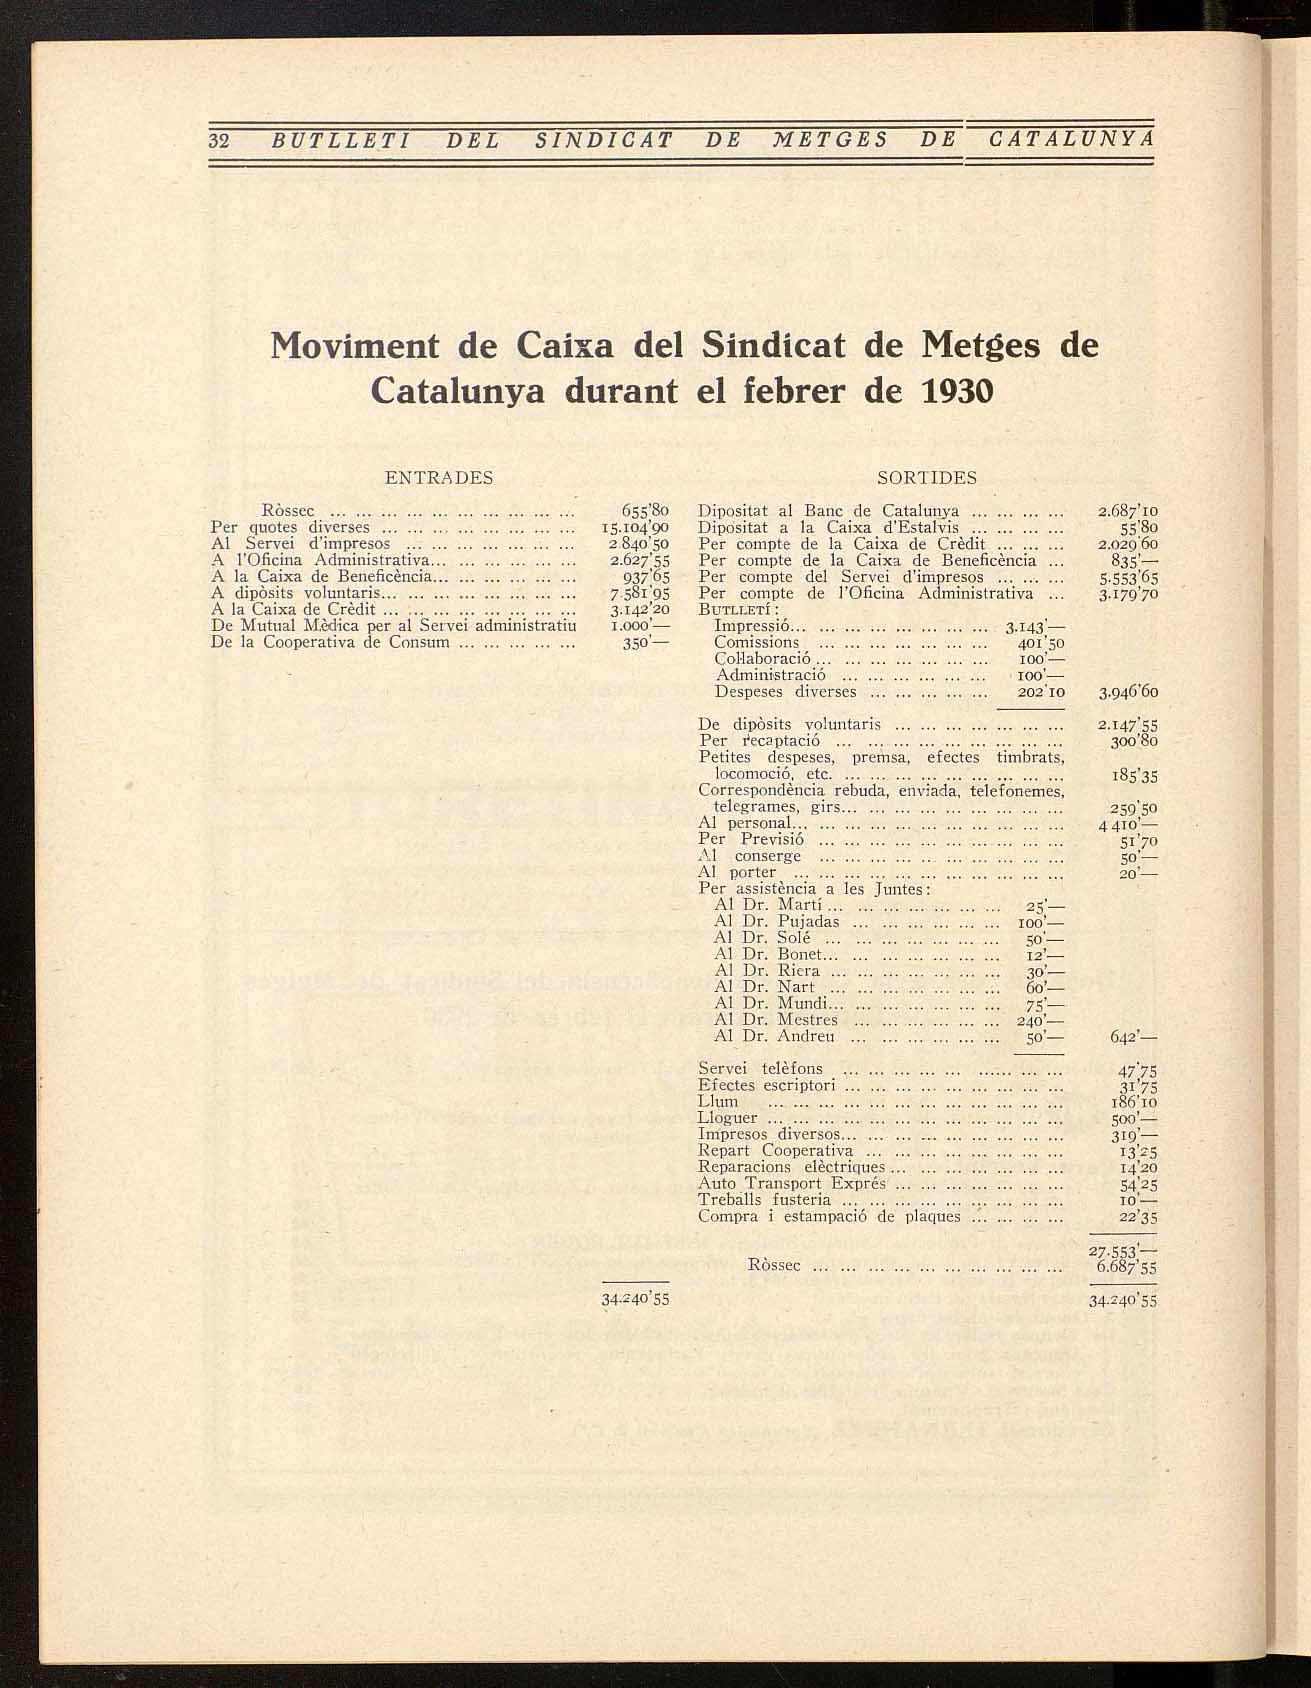 32 BUTLLETÍ DEL SINDICAT DE METGES DE CATALUNYA
Moviment de Caixa del Sindicat de Metges de
Catalunya durant el febrer de 1930
ENTRADES
Ròssec ... ... ... ... ... ... ... ... ... ... 655'80
Per quotes diverses ... ... ... ... ... ... ... ... 15.104'90
Al Servei d'impresos ... ... ... ... ... ... ... 2.840'50
A l'Oficina Administrativa... ... ... ... ... ... ... 2.627'55
A la Caixa de Beneficència... ... ... ... ... ... ... 937'65
A dipòsits voluntaris... ... ... ... ... ... ... ... 7.581'95
A la Caixa de Crèdit ... ... ... ... ... ... ... ... 3.142'20
De Mutual Mèdica per al Servei administratiu 1.000'—
De la Cooperativa de Consum ... ... ... ... ... 350'—
34.240'55
SORTIDES
Dipositat al Banc de Catalunya ... ... ... ... 2.687'10
Dipositat a la Caixa d'Estalvis ... ... ... ... 55'80
Per compte de la Caixa de Crèdit ... ... ... 2.029'60
Per compte de la Caixa de Beneficència ... 835'—
Per compte del Servei d'impresos ... ... ... 5.553'65
Per compte de l'Oficina Administrativa ... 3.179'70
BUTLLETÍ:
Impressió... ... ... ... ... ... ... ... 3.143'—
Comissions ... ... ... ... ... ... ... 401'50
Col·laboració ... ... ... ... ... ... ... 100'—
Administració ... ... ... ... ... ... 100'—
Despeses diverses ... ... ... ... ... 202'10 3.946'60
De dipòsits voluntaris ... ... ... ... ... ... ... 2.147'55
Per recaptació ... ... ... ... ... ... ... ... ... 300'80
Petites despeses, premsa, efectes timbrats,
locomoció, etc. ... ... ... ... ... ... ... ... ... 185'35
Correspondència rebuda, enviada, telefonemes,
telegrames, girs... ... ... ... ... ... ... ... ... 259'50
Al personal... ... ... ... ... ... ... ... ... ... ... 4 410'—
Per Previsió ... ... ... ... ... ... ... ... ... ... 51'70
Al conserge ... ... ... ... ... ... ... ... ... ... 50'—
Al porter ... ... ... ... ... ... ... ... ... ... ... 20'—
Per assistència a les Juntes:
Al Dr. Martí ... ... ... ... ... ... ... 25'—
Al Dr. Pujadas ... ... ... ... ... ... 100'—
Al Dr. Solé ... ... ... ... ... ... ... 50'—
Al Dr. Bonet... ... ... ... ... ... ... 12'—
Al Dr. Riera ... ... ... ... ... ... ... 30'—
Al Dr. Nart ... ... ... ... ... ... ... 60'—
Al Dr. Mundi... ... ... ... ... ... ... 75'—
Al Dr. Mestres ... ... ... ... ... ... 240'—
Al Dr. Andreu ... ... ... ... ... ... 50'— 642'—
Servei telèfons ... ... ... ... ... ... ... ... ... 47'75
Efectes escriptori ... ... ... ... ... ... ... ... ... 31'75
Llum ... ... ... ... ... ... ... ... ... ... ... ... 186'10
Lloguer ... ... ... ... ... ... ... ... ... ... ... ... 500'—
Impresos diversos... ... ... ... ... ... ... ... ... 319'—
Repart Cooperativa ... ... ... ... ... ... ... ... 13'25
Reparacions elèctriques ... ... ... ... ... ... ... 14'20
Auto Transport Exprés ... ... ... ... ... ... ... 54'25
Treballs fusteria ... ... ... ... ... ... ... ... ... 10'—
Compra i estampació de plaques ... ... ... ... 22'35
27.553'—
Ròssec ... ... ... ... ... ... ... ... ... ... 6.687'55
34.240'55